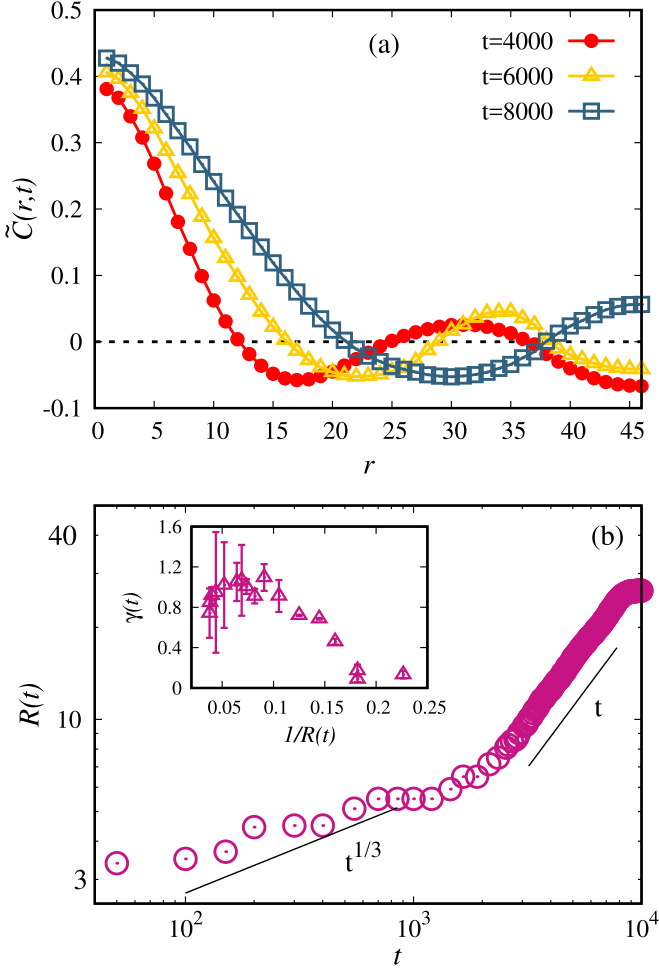 0.5
(a)
t=4000
t=6000
t=8000
0.4
0.3
0.2
0.1
0
-0.1
C̃(r,t)
0 5 10 15 20 25 30 35 40 45
r
40
10
3
R(t)
(b)
1.6
1.2
0.8
0.4
0
γ(t)
0.05 0.1 0.15 0.2 0.25
1/R(t)
t
t^{1/3}
10^2 10^3 10^4
t